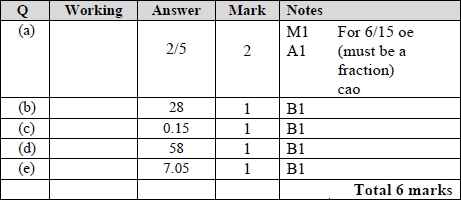 Q Working Answer Mark Notes
(a) 2/5 2 M1 For 6/15 oe
A1 (must be a
fraction)
cao
(b) 28 1 B1
(c) 0.15 1 B1
(d) 58 1 B1
(e) 7.05 1 B1
Total 6 marks